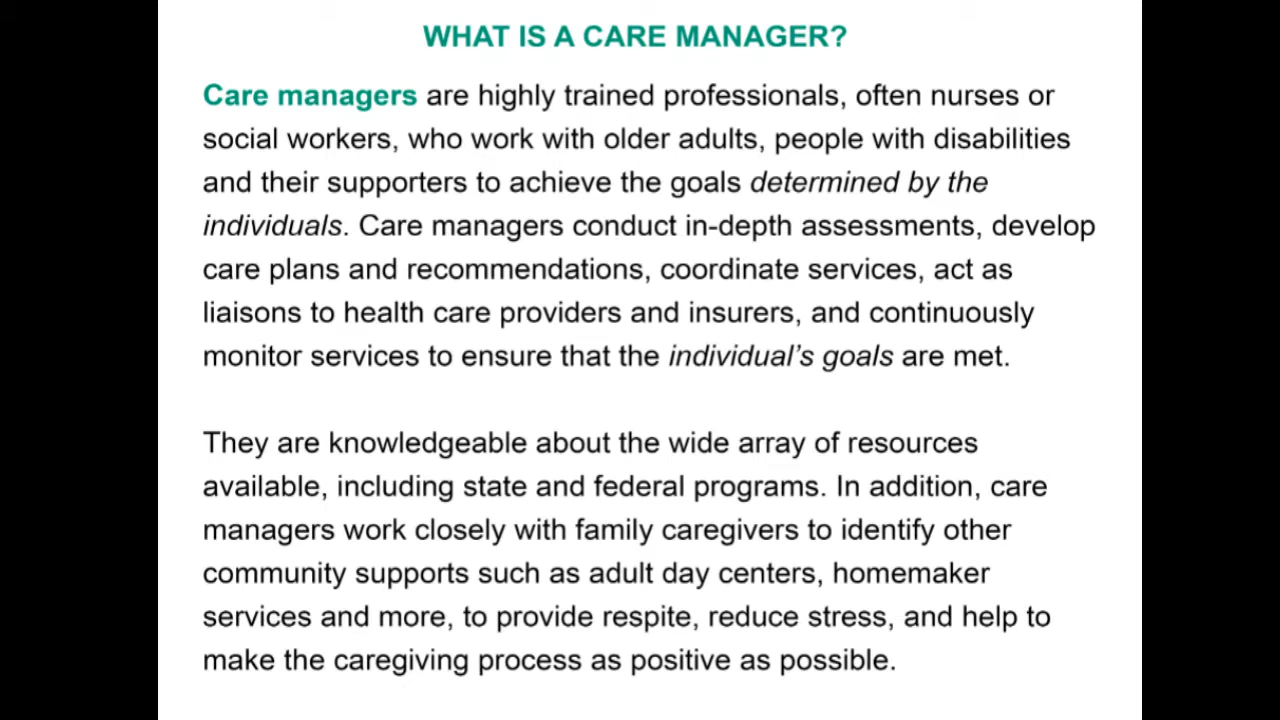 WHAT IS A CARE MANAGER?
Care managers are highly trained professionals, often nurses or
social workers, who work with older adults, people with disabilities
and their supporters to achieve the goals determined by the
individuals. Care managers conduct in-depth assessments, develop
care plans and recommendations, coordinate services, act as
liaisons to health care providers and insurers, and continuously
monitor services to ensure that the individual’s goals are met.
They are knowledgeable about the wide array of resources
available, including state and federal programs. In addition, care
managers work closely with family caregivers to identify other
community supports such as adult day centers, homemaker
services and more, to provide respite, reduce stress, and help to
make the caregiving process as positive as possible.